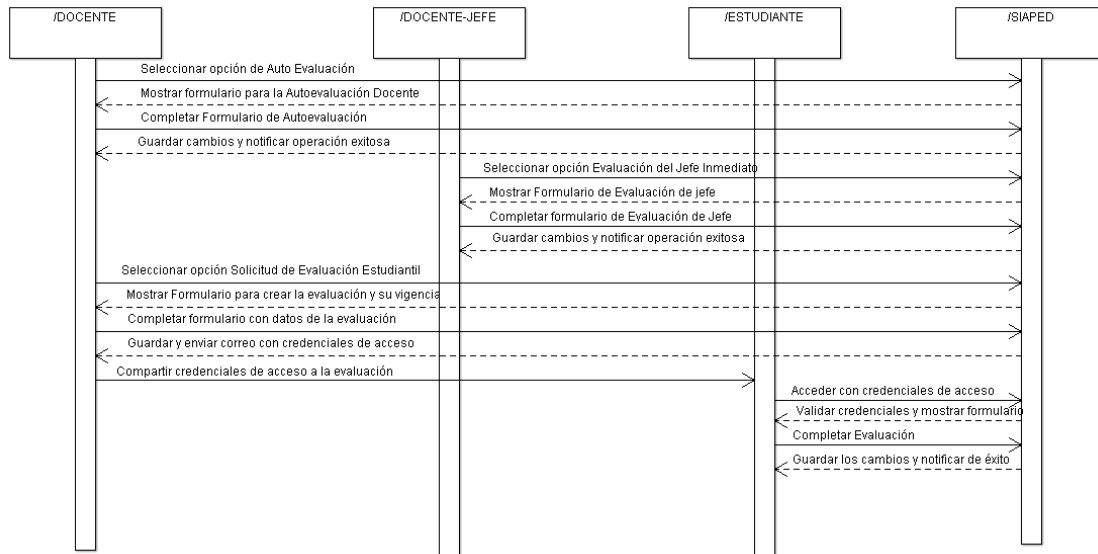 /DOCENTE
/DOCENTE-JEFE
/ESTUDIANTE
/SIAPED
Seleccionar opción de Auto Evaluación
Mostrar formulario para la Autoevaluación Docente
Completar Formulario de Autoevaluación
Guardar cambios y notificar operación exitosa
Seleccionar opción Evaluación del Jefe Inmediato
Mostrar Formulario de Evaluación de jefe
Completar formulario de Evaluación de Jefe
Guardar cambios y notificar operación exitosa
Seleccionar opción Solicitud de Evaluación Estudiantil
Mostrar Formulario para crear la evaluación y su vigencia
Completar formulario con datos de la evaluación
Guardar y enviar correo con credenciales de acceso
Compartir credenciales de acceso a la evaluación
Acceder con credenciales de acceso
Validar credenciales y mostrar formulario
Completar Evaluación
Guardar los cambios y notificar de éxito